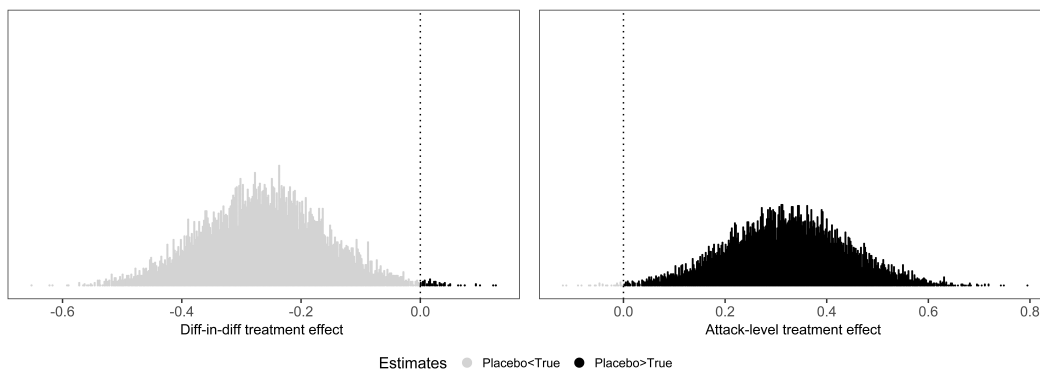 -0.6 -0.4 -0.2 0.0
Diff-in-diff treatment effect
0.0 0.2 0.4 0.6 0.8
Attack-level treatment effect
Estimates Placebo<True Placebo>True